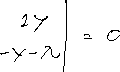 2y | = 0
-y-λ |